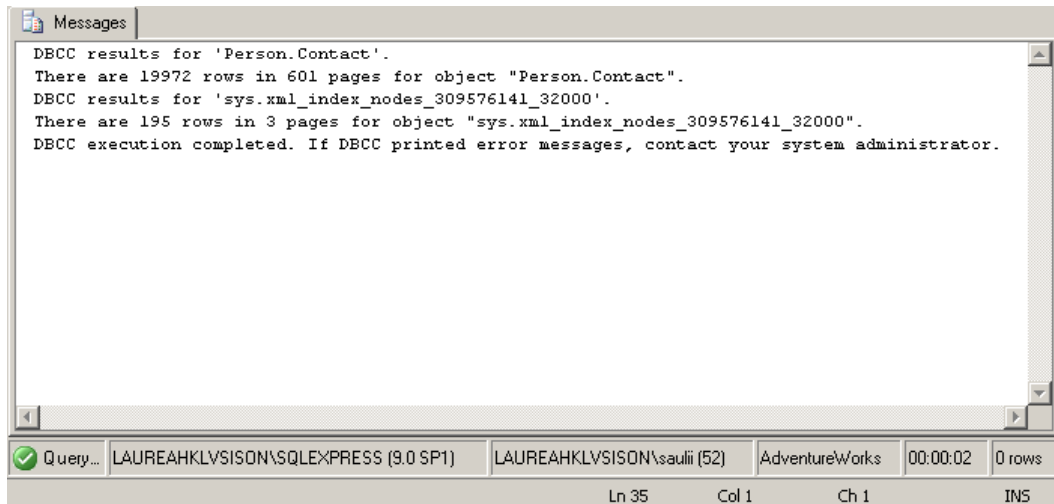 Messages
DBCC results for 'Person.Contact'.
There are 19972 rows in 601 pages for object "Person.Contact".
DBCC results for 'sys.xml_index_nodes_309576141_32000'.
There are 195 rows in 3 pages for object "sys.xml_index_nodes_309576141_32000".
DBCC execution completed. If DBCC printed error messages, contact your system administrator.
Query... LAUREAHKLVSISON\SQLEXPRESS (9.0 SP1) LAUREAHKLVSISON\saulii (52) AdventureWorks 00:00:02 0 rows
Ln 35 Col 1 Ch 1 INS